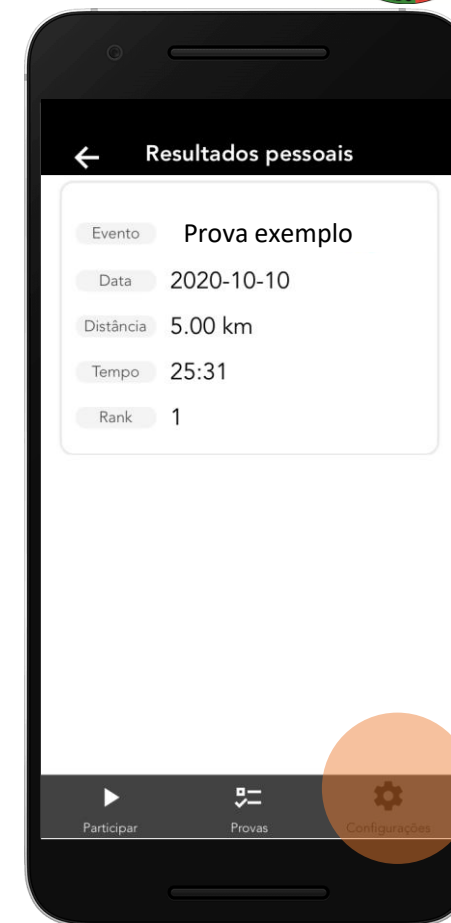 Resultados pessoais
Evento Prova exemplo
Data 2020-10-10
Distância 5.00 km
Tempo 25:31
Rank 1
Participar Provas Configurações